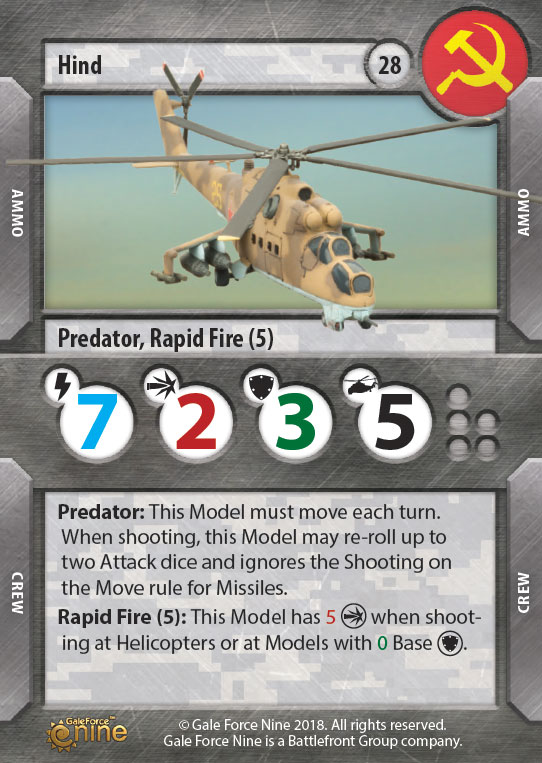 Hind
28
AMMO
AMMO
25
Predator, Rapid Fire (5)
7
2
3
5
Predator: This Model must move each turn.
When shooting, this Model may re-roll up to
two Attack dice and ignores the Shooting on
the Move rule for Missiles.
Rapid Fire (5): This Model has 5 when shoot-
ing at Helicopters or at Models with 0 Base .
CREW
CREW
GaleForce™
nine
© Gale Force Nine 2018. All rights reserved.
Gale Force Nine is a Battlefront Group company.